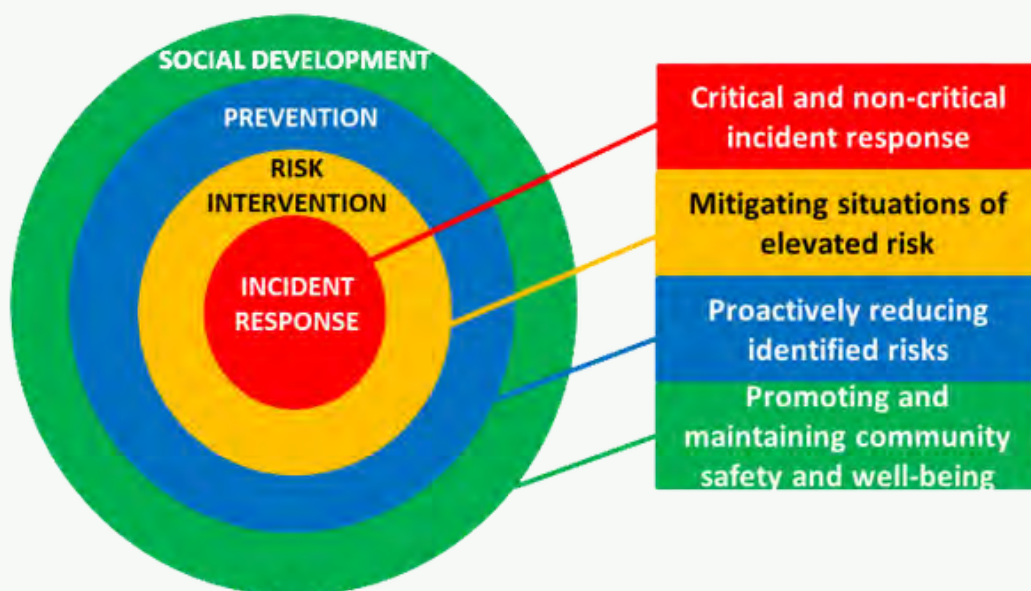 SOCIAL DEVELOPMENT
PREVENTION
RISK
INTERVENTION
INCIDENT
RESPONSE
Critical and non-critical
incident response
Mitigating situations of
elevated risk
Proactively reducing
identified risks
Promoting and
maintaining community
safety and well-being